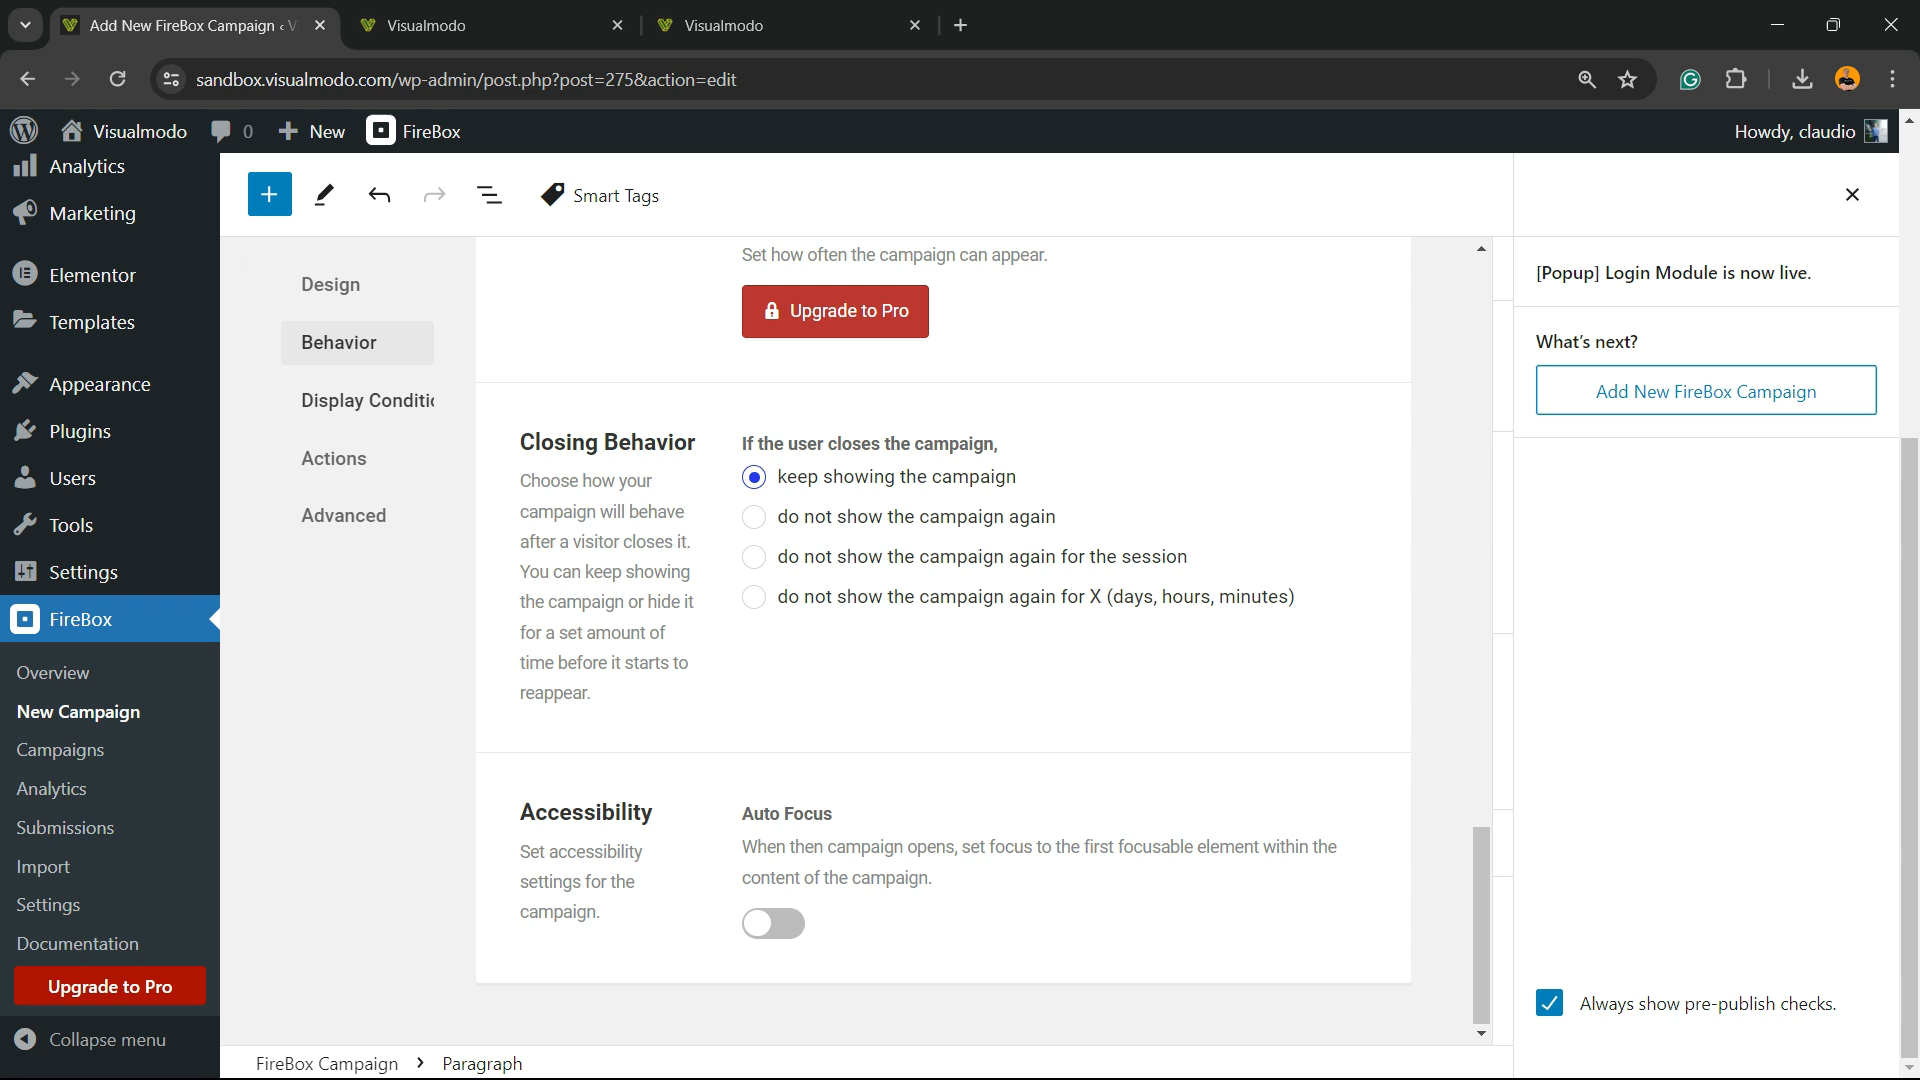 Add New FireBox Campaign ‹ V
Visualmodo
Visualmodo
sandbox.visualmodo.com/wp-admin/post.php?post=275&action=edit
Visualmodo
0
New
FireBox
Howdy, claudio
Analytics
Marketing
Elementor
Templates
Appearance
Plugins
Users
Tools
Settings
FireBox
Overview
New Campaign
Campaigns
Analytics
Submissions
Import
Settings
Documentation
Upgrade to Pro
Collapse menu
Smart Tags
Design
Behavior
Display Conditio
Actions
Advanced
Set how often the campaign can appear.
Upgrade to Pro
Closing Behavior
Choose how your
campaign will behave
after a visitor closes it.
You can keep showing
the campaign or hide it
for a set amount of
time before it starts to
reappear.
If the user closes the campaign,
keep showing the campaign
do not show the campaign again
do not show the campaign again for the session
do not show the campaign again for X (days, hours, minutes)
Accessibility
Set accessibility
settings for the
campaign.
Auto Focus
When then campaign opens, set focus to the first focusable element within the
content of the campaign.
FireBox Campaign › Paragraph
[Popup] Login Module is now live.
What's next?
Add New FireBox Campaign
Always show pre-publish checks.